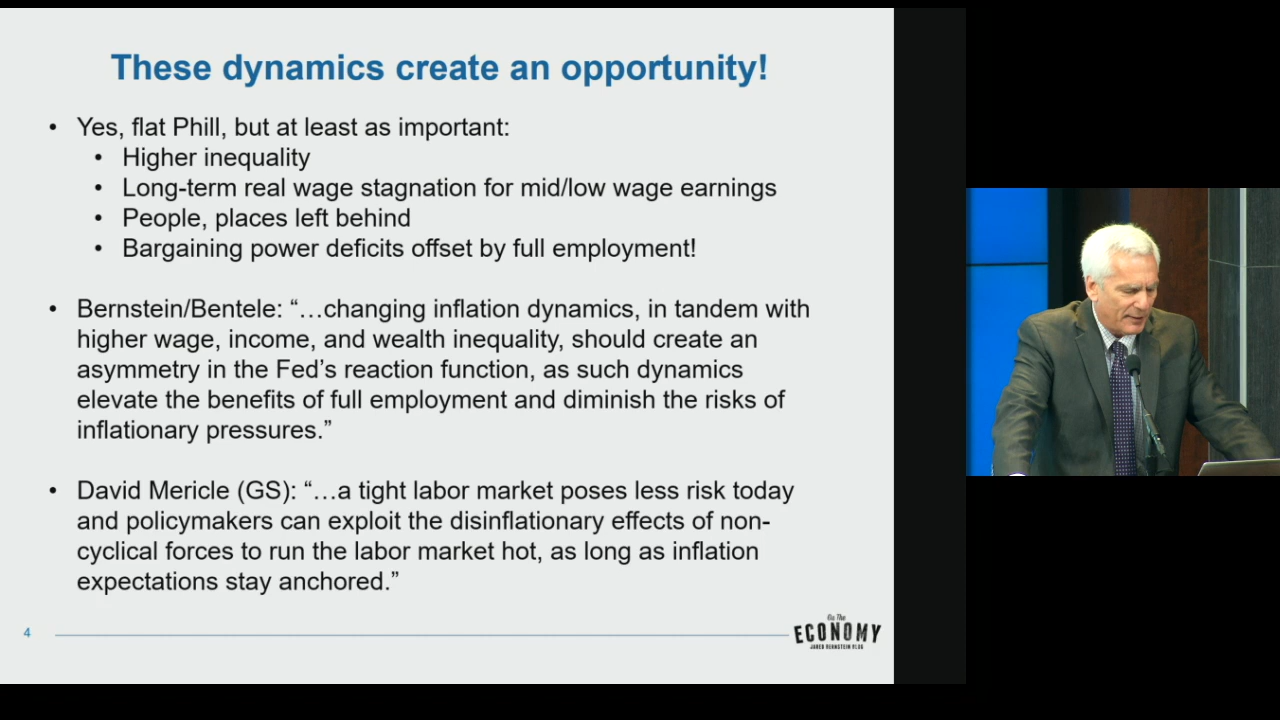 These dynamics create an opportunity!
• Yes, flat Phill, but at least as important:
• Higher inequality
• Long-term real wage stagnation for mid/low wage earnings
• People, places left behind
• Bargaining power deficits offset by full employment!
• Bernstein/Bentele: “…changing inflation dynamics, in tandem with
higher wage, income, and wealth inequality, should create an
asymmetry in the Fed’s reaction function, as such dynamics
elevate the benefits of full employment and diminish the risks of
inflationary pressures.”
• David Mericle (GS): “…a tight labor market poses less risk today
and policymakers can exploit the disinflationary effects of non-
cyclical forces to run the labor market hot, as long as inflation
expectations stay anchored.”
4
On The
ECONOMY
JARED BERNSTEIN BLOG